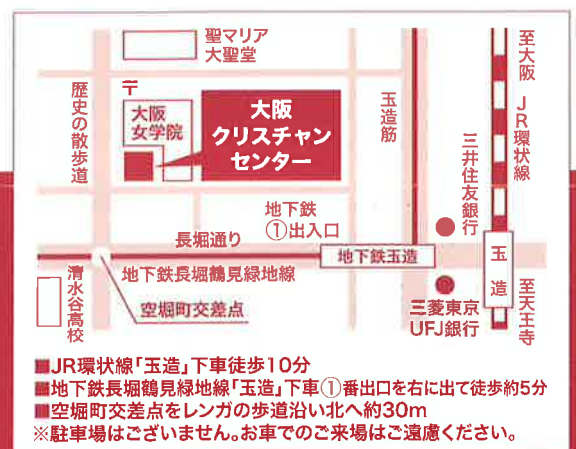 聖マリア
大聖堂
至大阪
JR環状線
〒
歴史の散歩道
大阪
女学院
大阪
クリスチャン
センター
玉造筋
三井住友銀行
地下鉄
①出入口
長堀通り
地下鉄玉造
玉造
地下鉄長堀鶴見緑地線
清水谷高校
空堀町交差点
三菱東京
UFJ銀行
至天王寺
■JR環状線「玉造」下車徒歩10分
■地下鉄長堀鶴見緑地線「玉造」下車①番出口を右に出て徒歩約5分
■空堀町交差点をレンガの歩道沿い北へ約30m
※駐車場はございません。お車でのご来場はご遠慮ください。